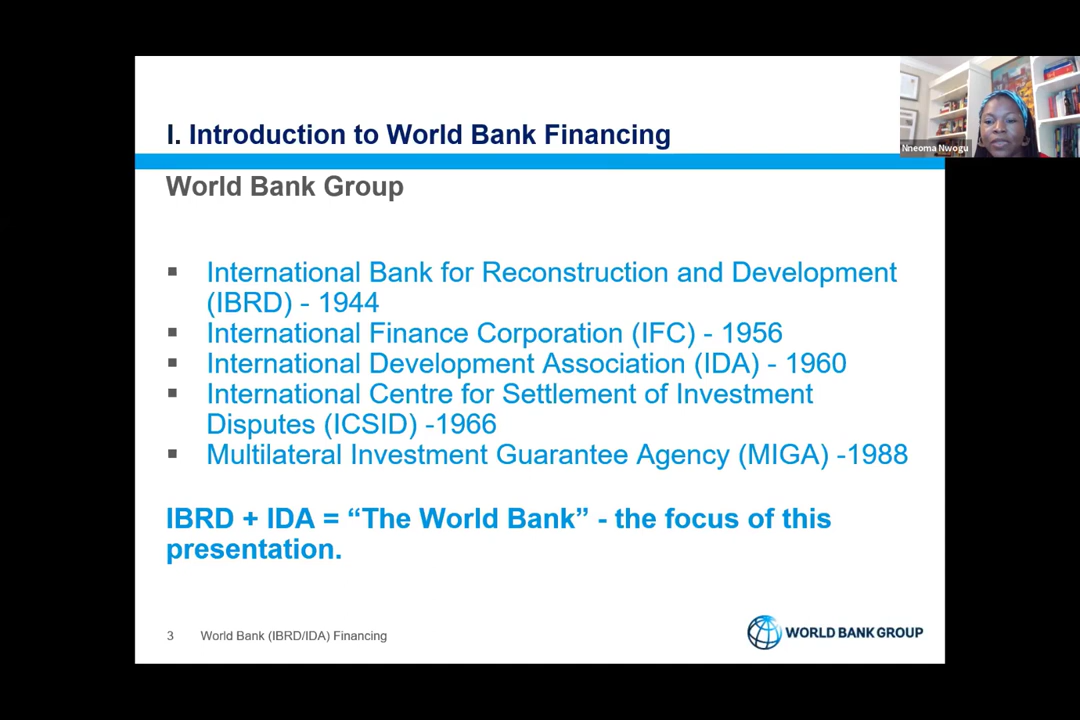 I. Introduction to World Bank Financing
Nneoma Nwogu
World Bank Group
▪ International Bank for Reconstruction and Development
(IBRD) - 1944
▪ International Finance Corporation (IFC) - 1956
▪ International Development Association (IDA) - 1960
▪ International Centre for Settlement of Investment
Disputes (ICSID) -1966
▪ Multilateral Investment Guarantee Agency (MIGA) -1988
IBRD + IDA = “The World Bank” - the focus of this
presentation.
3 World Bank (IBRD/IDA) Financing
WORLD BANK GROUP